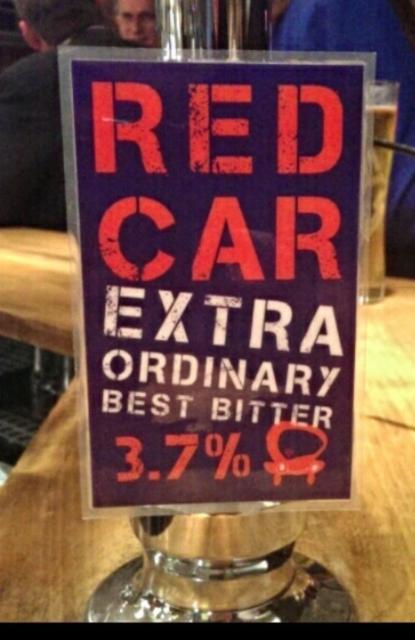 RED
CAR
EXTRA
ORDINARY
BEST BITTER
3.7%